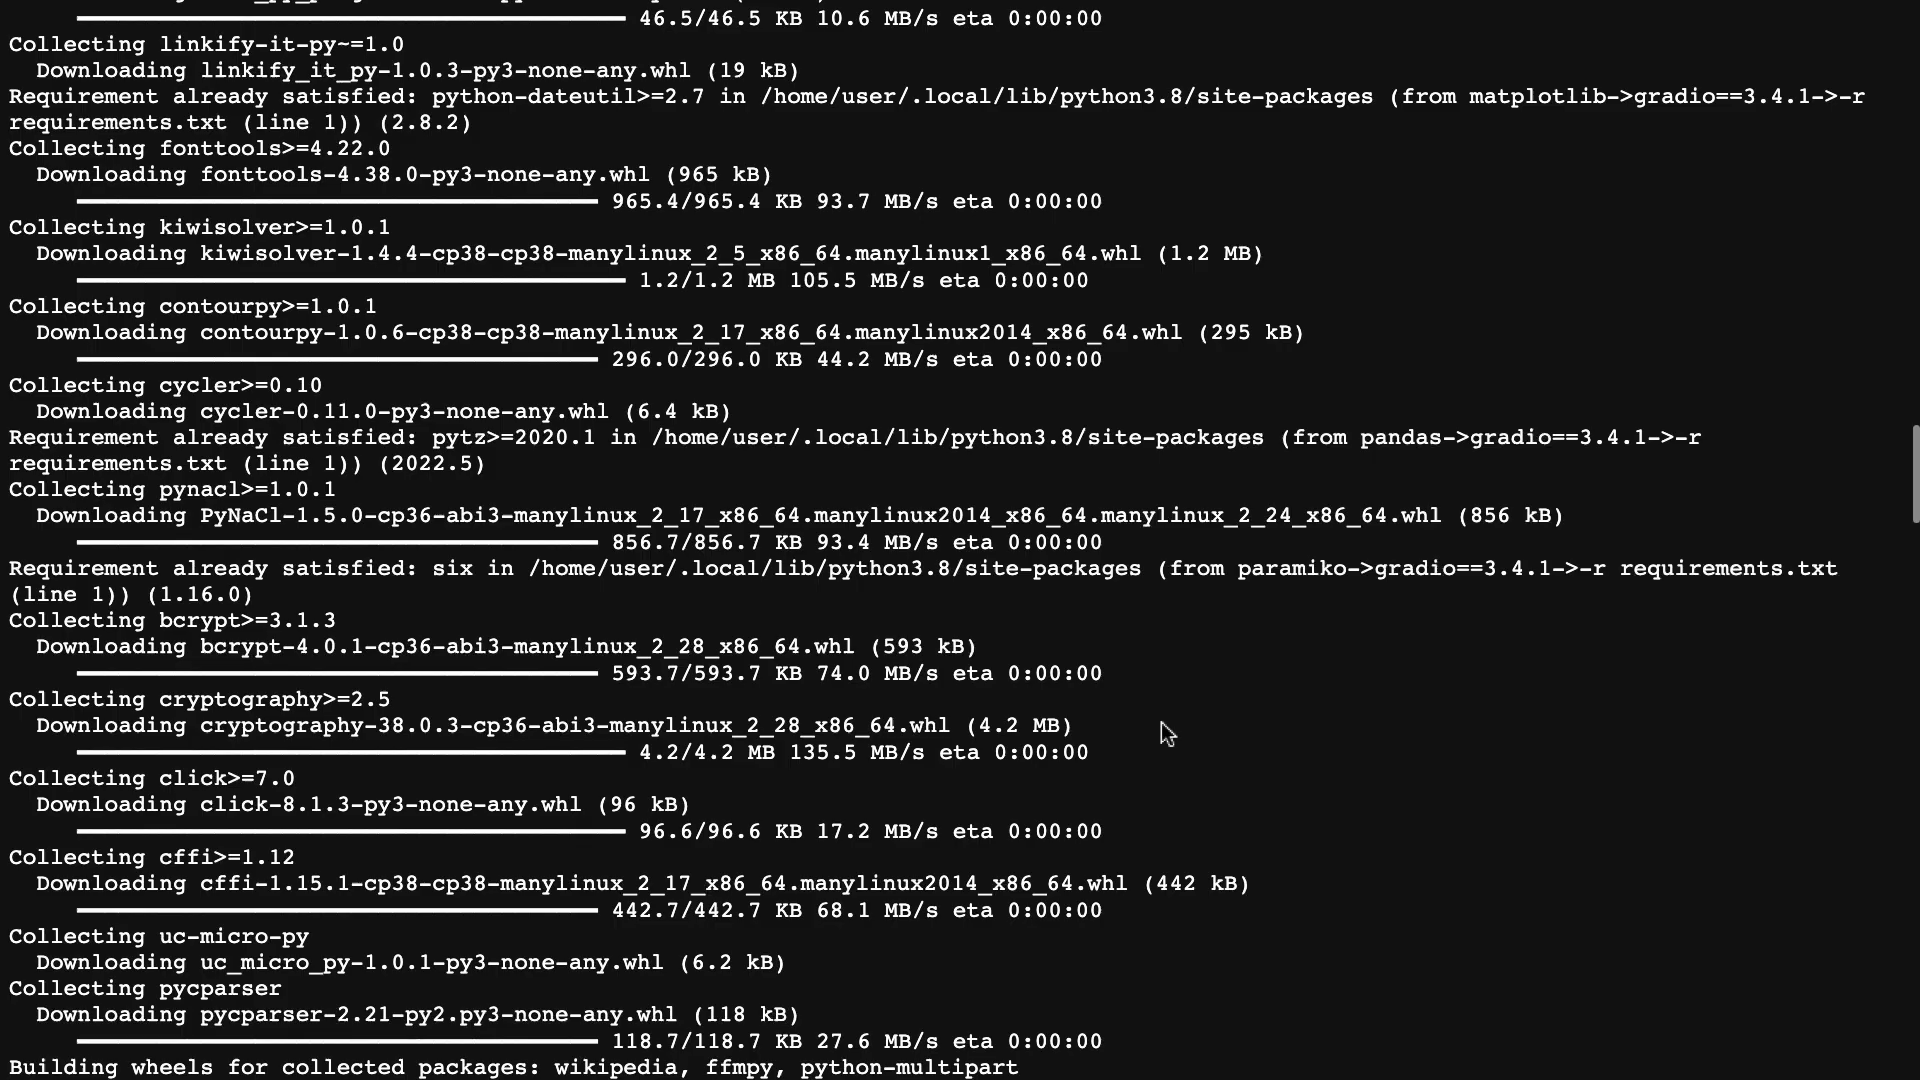 46.5/46.5 KB 10.6 MB/s eta 0:00:00
Collecting linkify-it-py~=1.0
Downloading linkify_it_py-1.0.3-py3-none-any.whl (19 kB)
Requirement already satisfied: python-dateutil>=2.7 in /home/user/.local/lib/python3.8/site-packages (from matplotlib->gradio==3.4.1->-r
requirements.txt (line 1)) (2.8.2)
Collecting fonttools>=4.22.0
Downloading fonttools-4.38.0-py3-none-any.whl (965 kB)
965.4/965.4 KB 93.7 MB/s eta 0:00:00
Collecting kiwisolver>=1.0.1
Downloading kiwisolver-1.4.4-cp38-cp38-manylinux_2_5_x86_64.manylinux1_x86_64.whl (1.2 MB)
1.2/1.2 MB 105.5 MB/s eta 0:00:00
Collecting contourpy>=1.0.1
Downloading contourpy-1.0.6-cp38-cp38-manylinux_2_17_x86_64.manylinux2014_x86_64.whl (295 kB)
296.0/296.0 KB 44.2 MB/s eta 0:00:00
Collecting cycler>=0.10
Downloading cycler-0.11.0-py3-none-any.whl (6.4 kB)
Requirement already satisfied: pytz>=2020.1 in /home/user/.local/lib/python3.8/site-packages (from pandas->gradio==3.4.1->-r
requirements.txt (line 1)) (2022.5)
Collecting pynacl>=1.0.1
Downloading PyNaCl-1.5.0-cp36-abi3-manylinux_2_17_x86_64.manylinux2014_x86_64.manylinux_2_24_x86_64.whl (856 kB)
856.7/856.7 KB 93.4 MB/s eta 0:00:00
Requirement already satisfied: six in /home/user/.local/lib/python3.8/site-packages (from paramiko->gradio==3.4.1->-r requirements.txt
(line 1)) (1.16.0)
Collecting bcrypt>=3.1.3
Downloading bcrypt-4.0.1-cp36-abi3-manylinux_2_28_x86_64.whl (593 kB)
593.7/593.7 KB 74.0 MB/s eta 0:00:00
Collecting cryptography>=2.5
Downloading cryptography-38.0.3-cp36-abi3-manylinux_2_28_x86_64.whl (4.2 MB)
4.2/4.2 MB 135.5 MB/s eta 0:00:00
Collecting click>=7.0
Downloading click-8.1.3-py3-none-any.whl (96 kB)
96.6/96.6 KB 17.2 MB/s eta 0:00:00
Collecting cffi>=1.12
Downloading cffi-1.15.1-cp38-cp38-manylinux_2_17_x86_64.manylinux2014_x86_64.whl (442 kB)
442.7/442.7 KB 68.1 MB/s eta 0:00:00
Collecting uc-micro-py
Downloading uc_micro_py-1.0.1-py3-none-any.whl (6.2 kB)
Collecting pycparser
Downloading pycparser-2.21-py2.py3-none-any.whl (118 kB)
118.7/118.7 KB 27.6 MB/s eta 0:00:00
Building wheels for collected packages: wikipedia, ffmpy, python-multipart